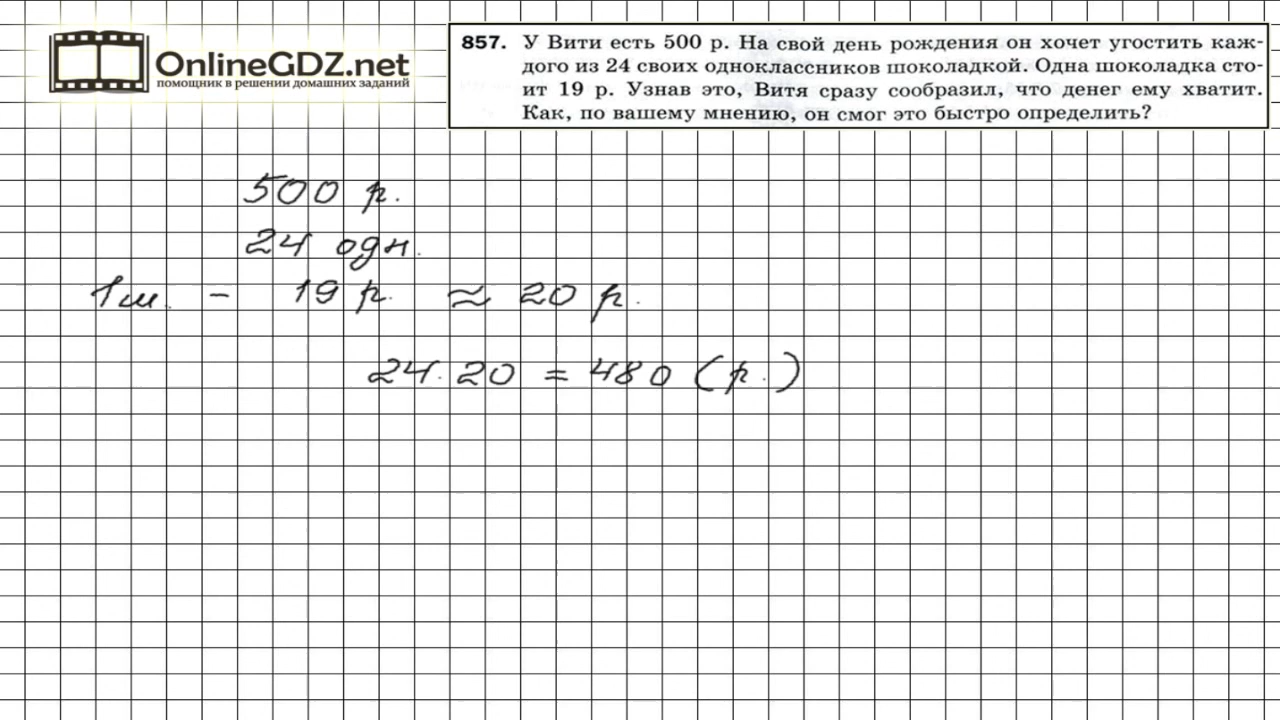 OnlineGDZ.net
помощник в решении домашних заданий
857. У Вити есть 500 р. На свой день рождения он хочет угостить каж-
дого из 24 своих одноклассников шоколадкой. Одна шоколадка сто-
ит 19 р. Узнав это, Витя сразу сообразил, что денег ему хватит.
Как, по вашему мнению, он смог это быстро определить?
500 р.
24 одн.
1 ш. - 19 р. ≈ 20 р.
24 · 20 = 480 (р.)